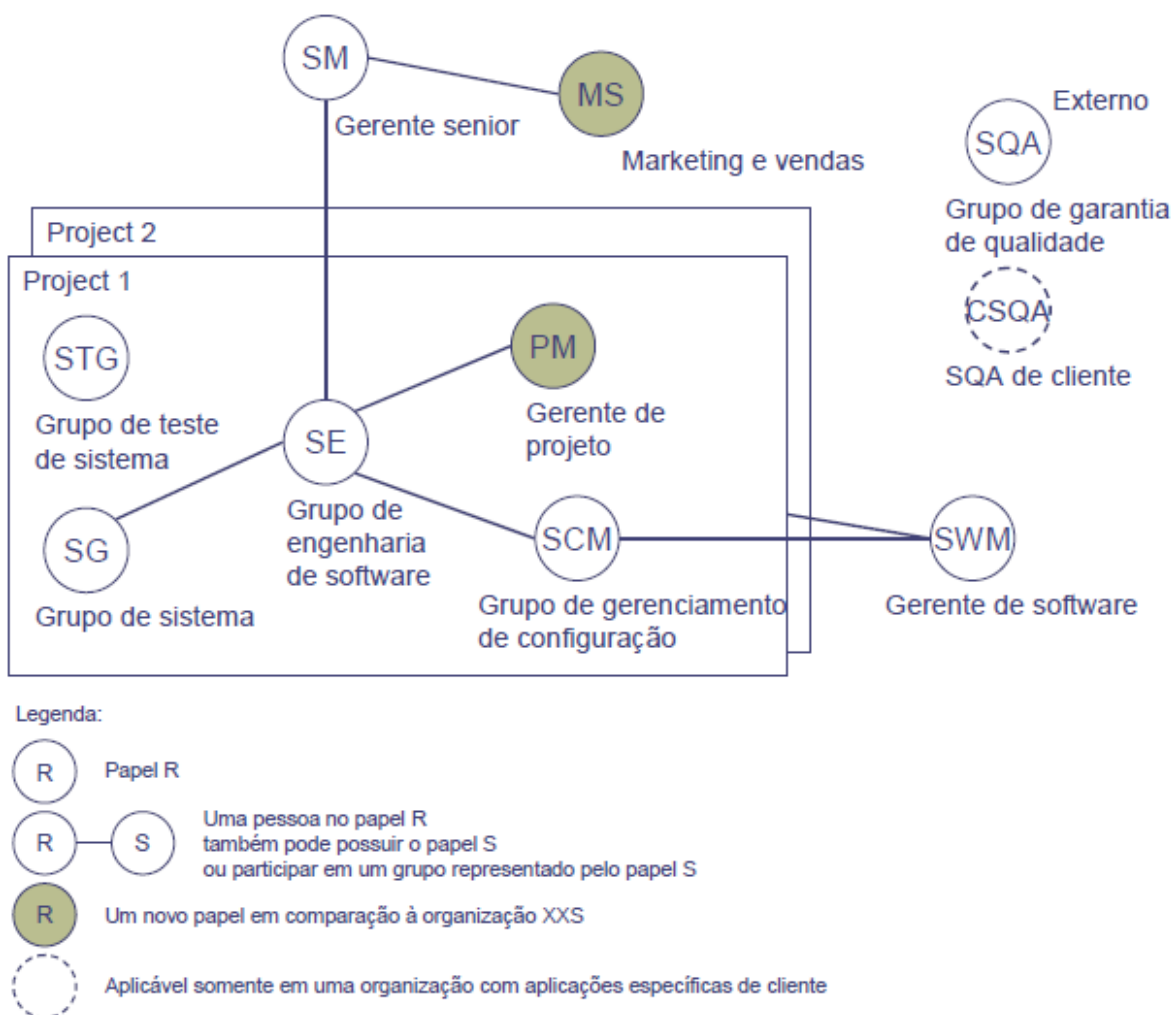 SM
Gerente senior
MS
Marketing e vendas
Externo
SQA
Grupo de garantia
de qualidade
CSQA
SQA de cliente
Project 2
Project 1
STG
Grupo de teste
de sistema
PM
Gerente de
projeto
SE
Grupo de
engenharia
de software
SG
Grupo de sistema
SCM
Grupo de gerenciamento
de configuração
SWM
Gerente de software
Legenda:
R
Papel R
R
S
Uma pessoa no papel R
também pode possuir o papel S
ou participar em um grupo representado pelo papel S
R
Um novo papel em comparação à organização XXS
Aplicável somente em uma organização com aplicações específicas de cliente